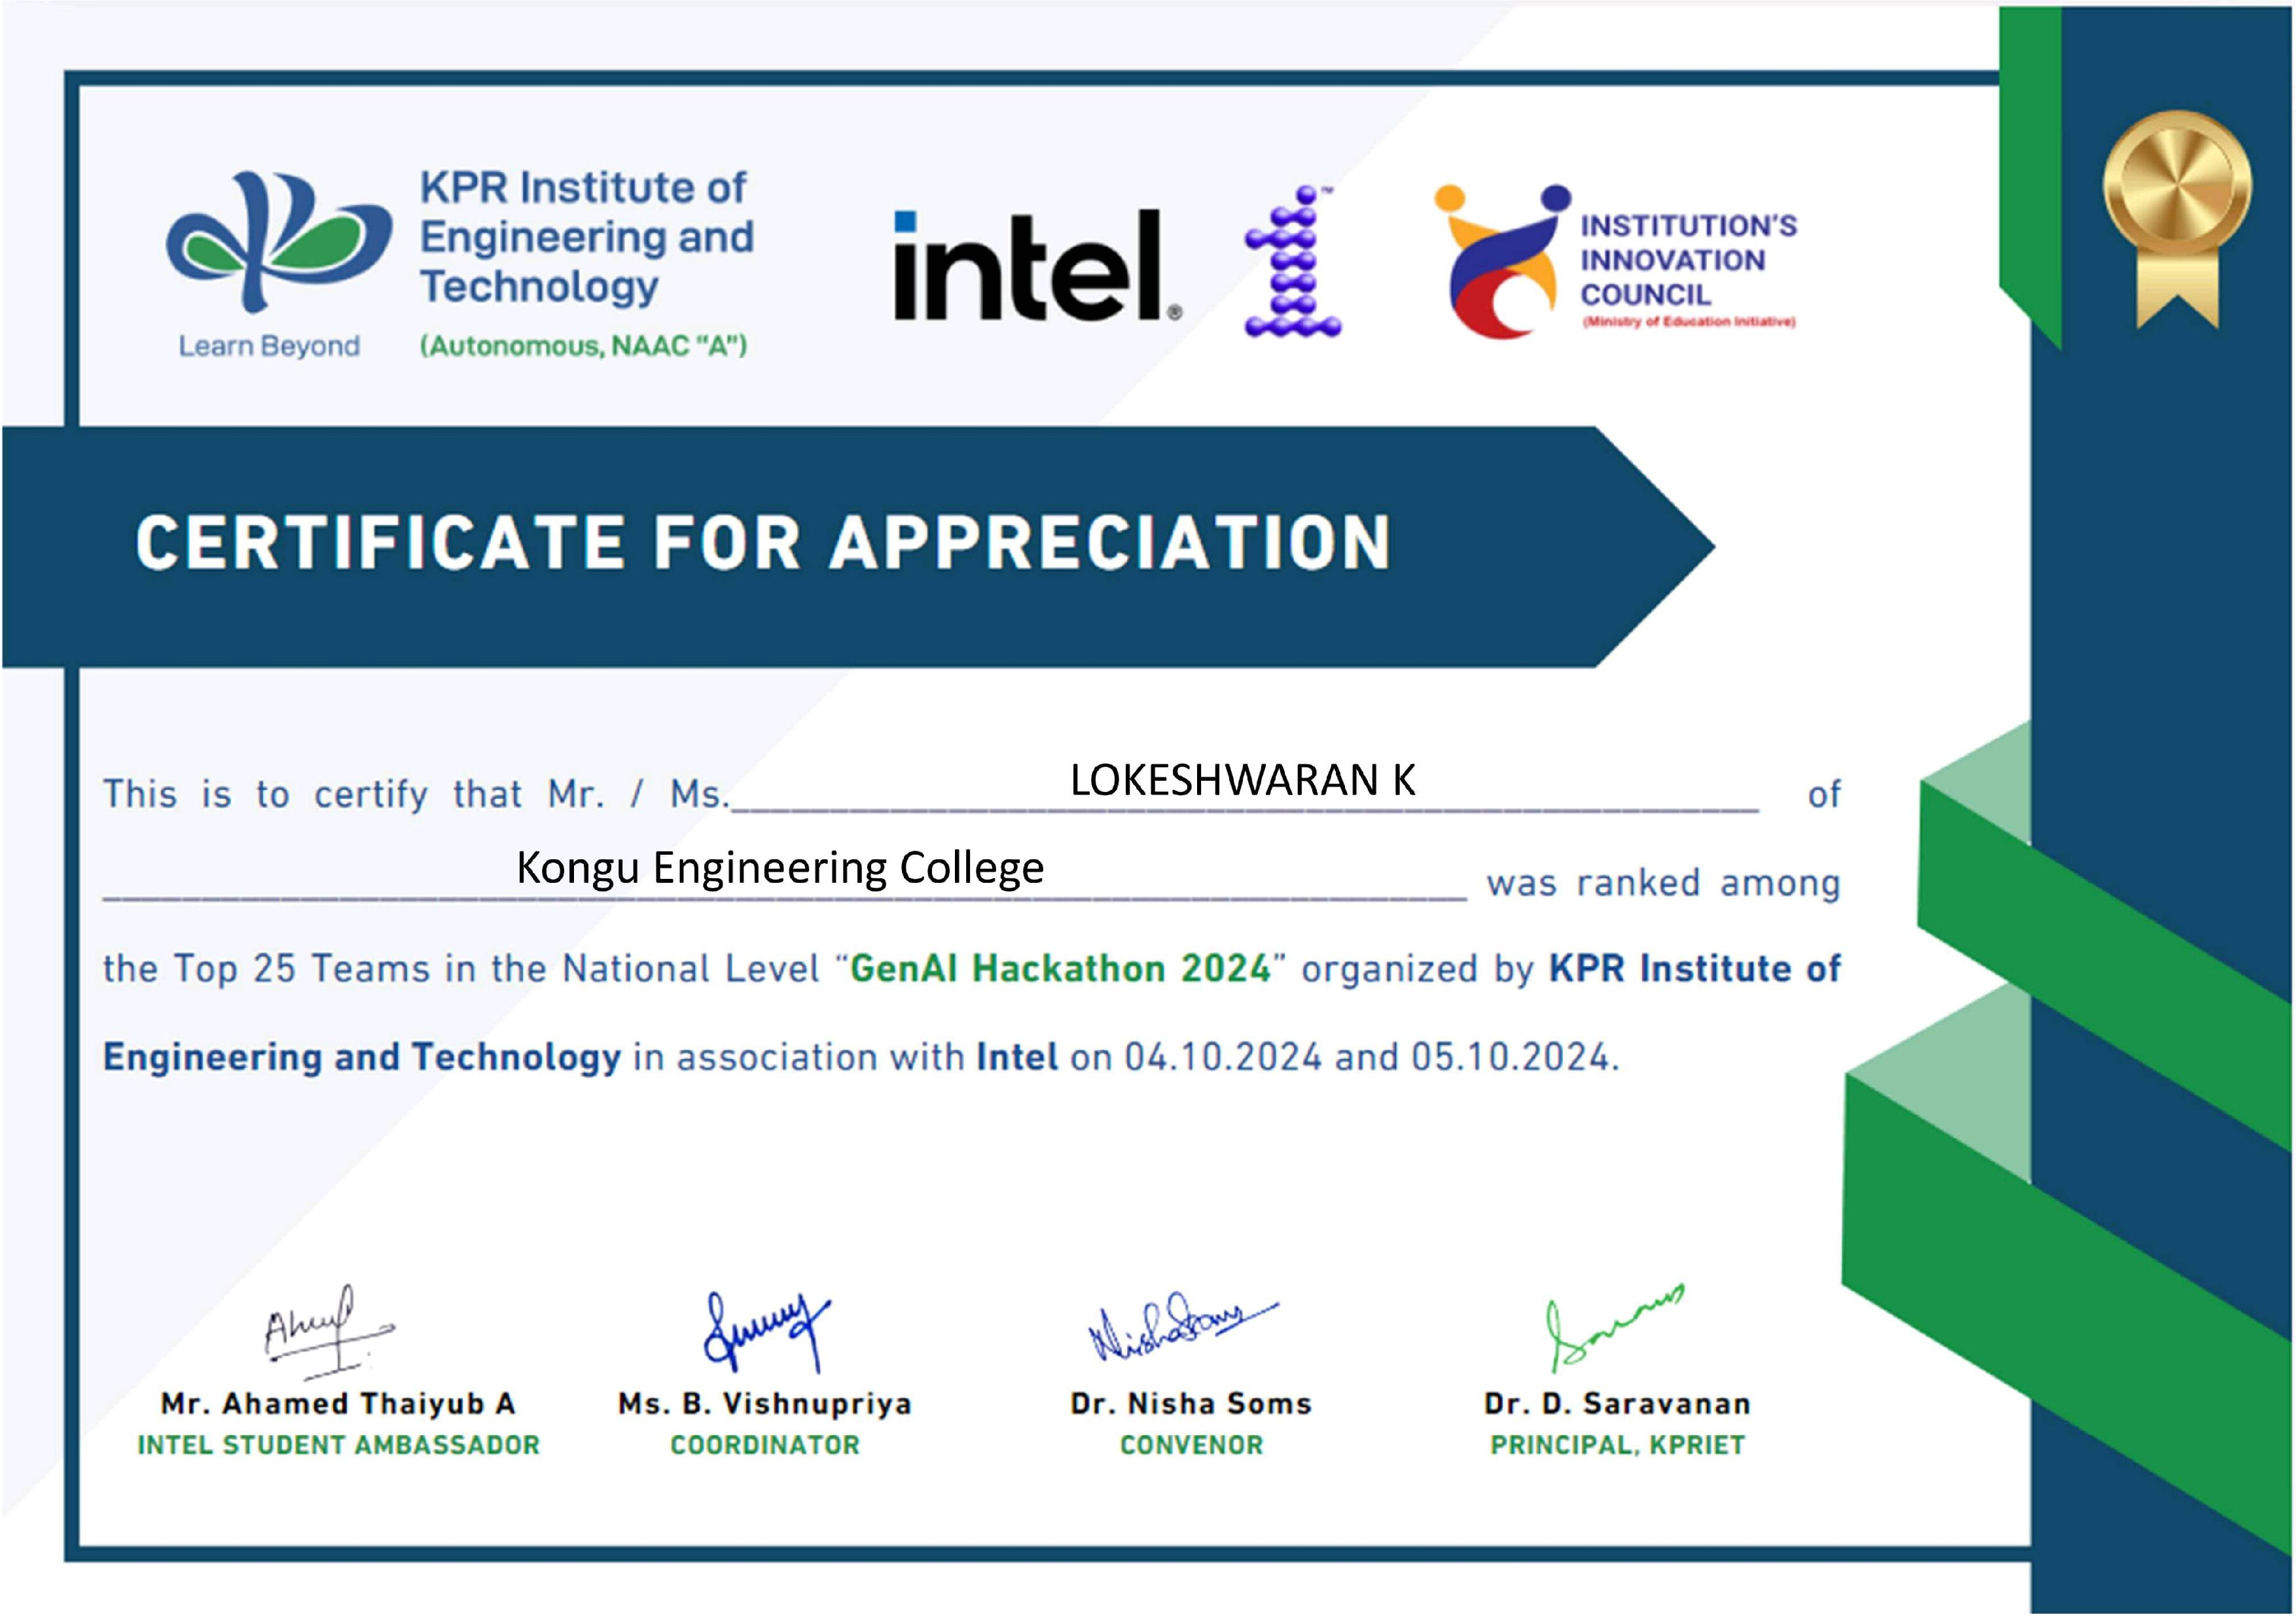 KPR Institute of
Engineering and
Technology
Learn Beyond
(Autonomous, NAAC "A")
intel®
™
INSTITUTION'S
INNOVATION
COUNCIL
(Ministry of Education Initiative)
CERTIFICATE FOR APPRECIATION
This is to certify that Mr. / Ms. LOKESHWARAN K of
Kongu Engineering College was ranked among
the Top 25 Teams in the National Level “GenAI Hackathon 2024” organized by KPR Institute of
Engineering and Technology in association with Intel on 04.10.2024 and 05.10.2024.
Mr. Ahamed Thaiyub A
INTEL STUDENT AMBASSADOR
Ms. B. Vishnupriya
COORDINATOR
Dr. Nisha Soms
CONVENOR
Dr. D. Saravanan
PRINCIPAL, KPRIET